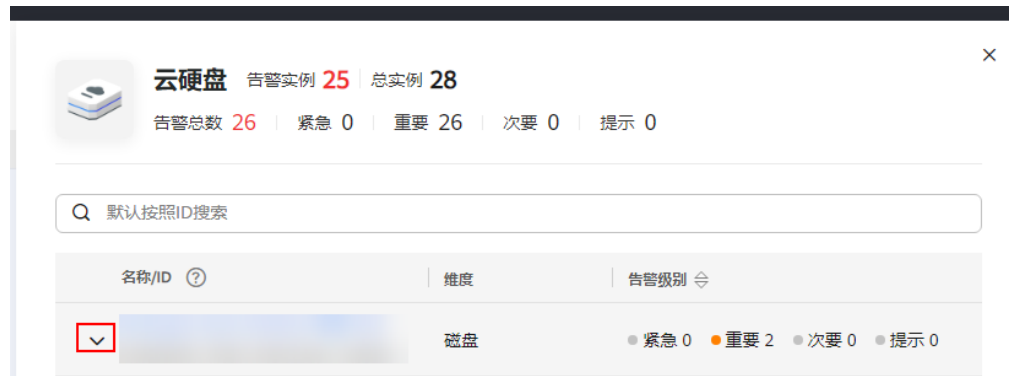 云硬盘 告警实例 25 总实例 28
告警总数 26 紧急 0 重要 26 次要 0 提示 0
默认按照ID搜索
名称/ID ? 维度 告警级别
磁盘 紧急 0 重要 2 次要 0 提示 0